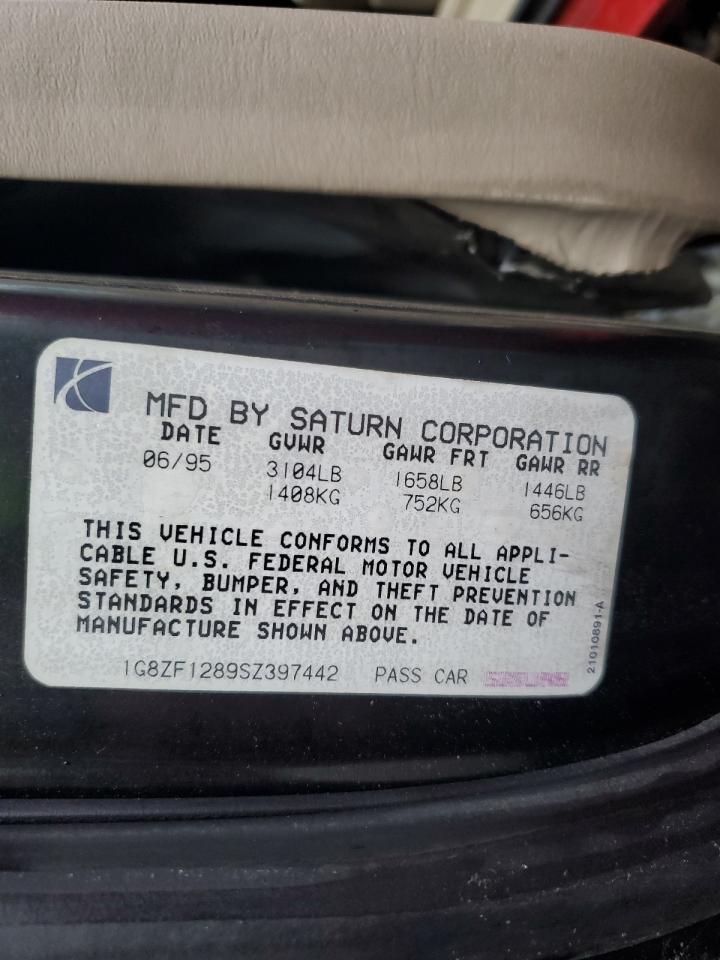 MFD BY SATURN CORPORATION
DATE GVWR GAWR FRT GAWR RR
06/95 3104LB 1658LB 1446LB
1408KG 752KG 656KG
THIS VEHICLE CONFORMS TO ALL APPLI-
CABLE U.S. FEDERAL MOTOR VEHICLE
SAFETY, BUMPER, AND THEFT PREVENTION
STANDARDS IN EFFECT ON THE DATE OF
MANUFACTURE SHOWN ABOVE.
1G8ZF1289SZ397442 PASS CAR
21010891-A